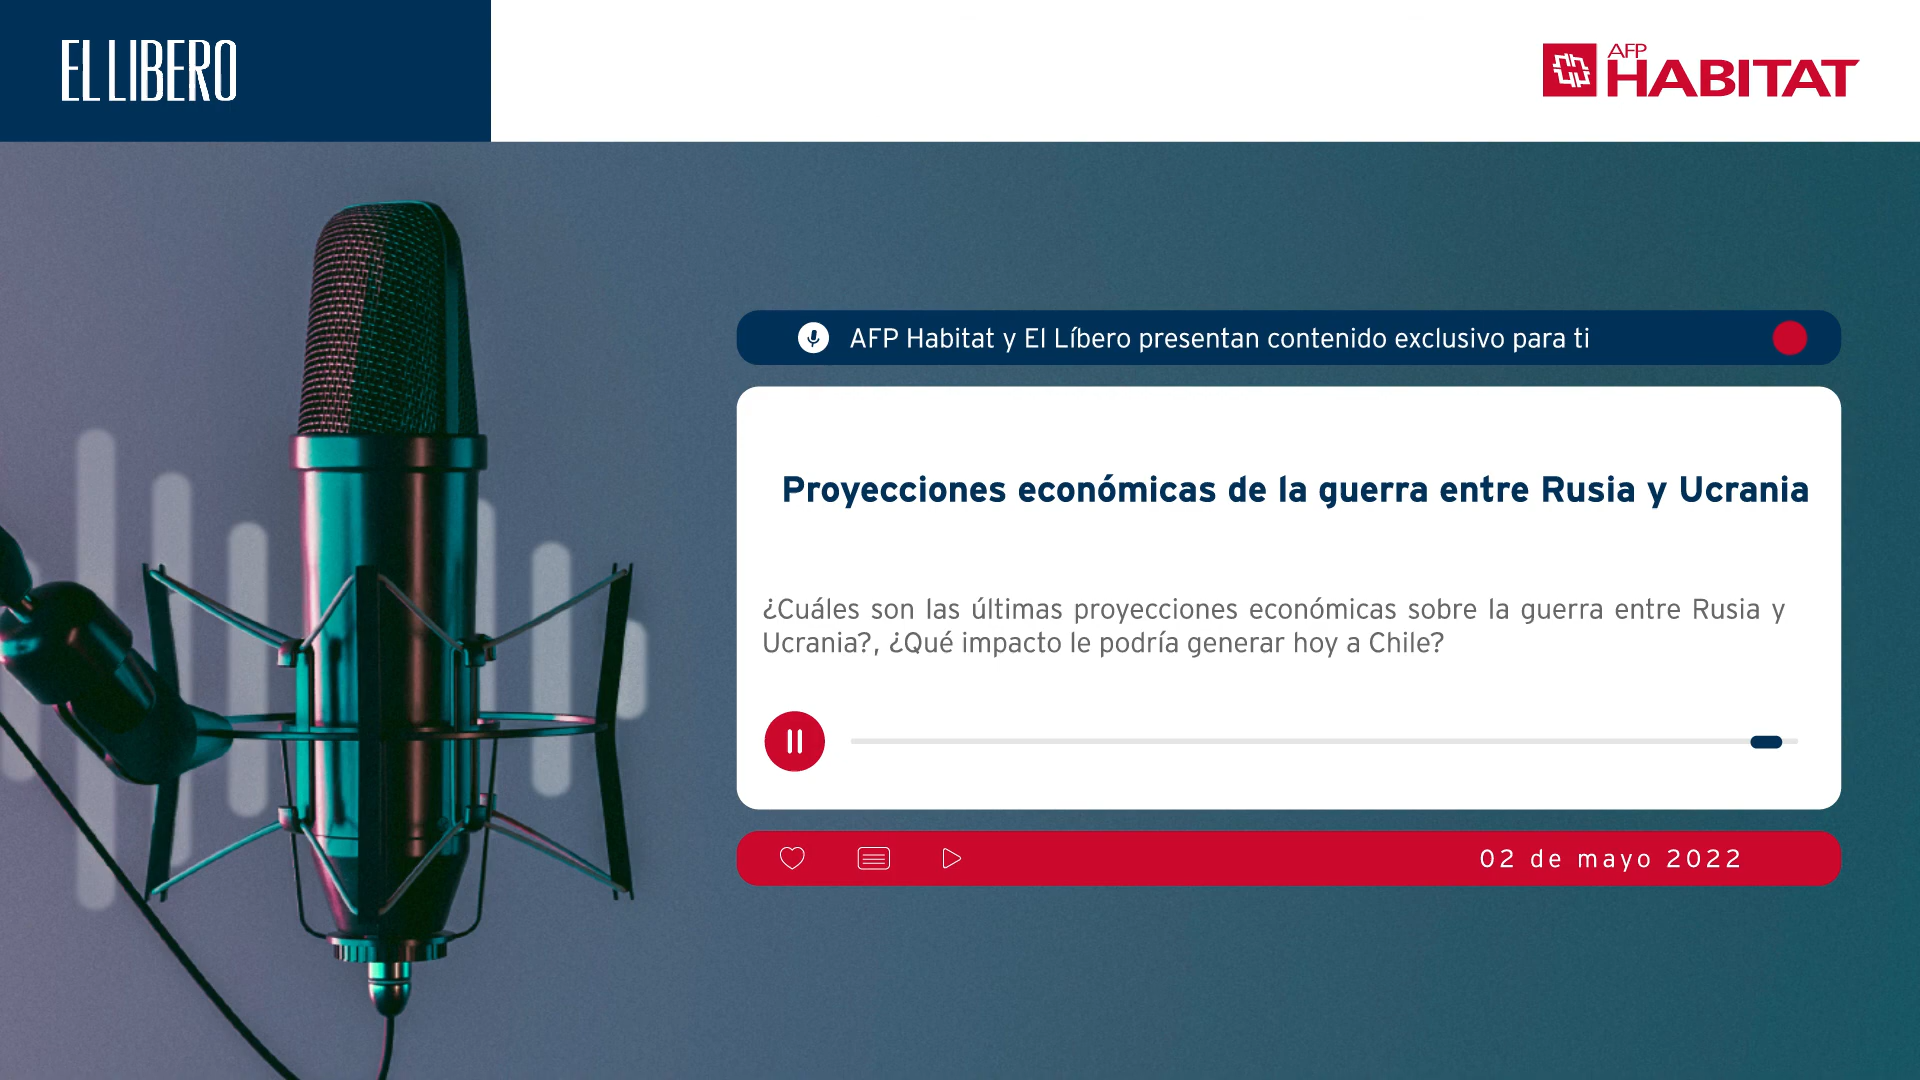 EL LIBERO
AFP
HABITAT
AFP Habitat y El Líbero presentan contenido exclusivo para ti
Proyecciones económicas de la guerra entre Rusia y Ucrania
¿Cuáles son las últimas proyecciones económicas sobre la guerra entre Rusia y
Ucrania?, ¿Qué impacto le podría generar hoy a Chile?
02 de mayo 2022